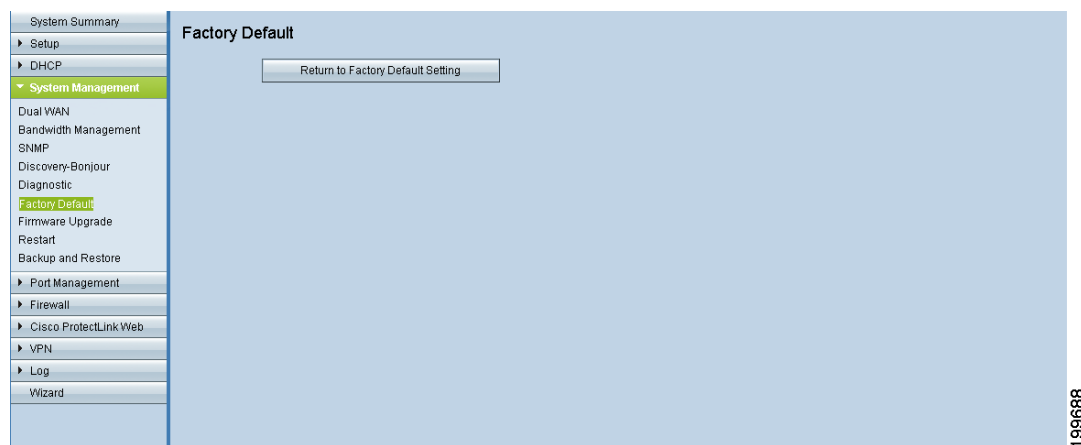 System Summary
Setup
DHCP
System Management
Dual WAN
Bandwidth Management
SNMP
Discovery-Bonjour
Diagnostic
Factory Default
Firmware Upgrade
Restart
Backup and Restore
Port Management
Firewall
Cisco ProtectLink Web
VPN
Log
Wizard
Factory Default
Return to Factory Default Setting
199688